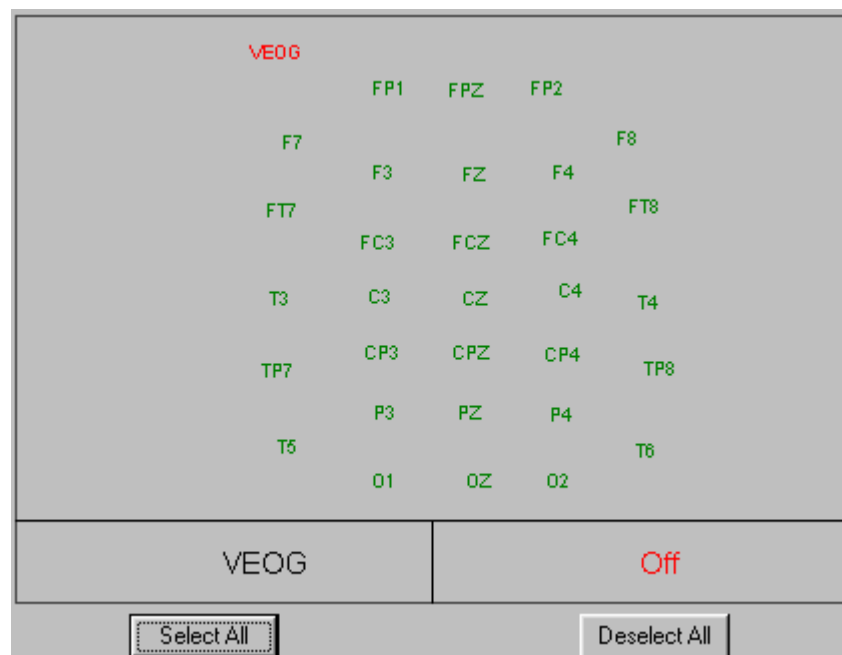 VEOG
FP1 FPZ FP2
F7 F8
F3 FZ F4
FT7 FT8
FC3 FCZ FC4
T3 C3 CZ C4 T4
TP7 CP3 CPZ CP4 TP8
P3 PZ P4
T5 T6
O1 OZ O2
VEOG Off
Select All Deselect All